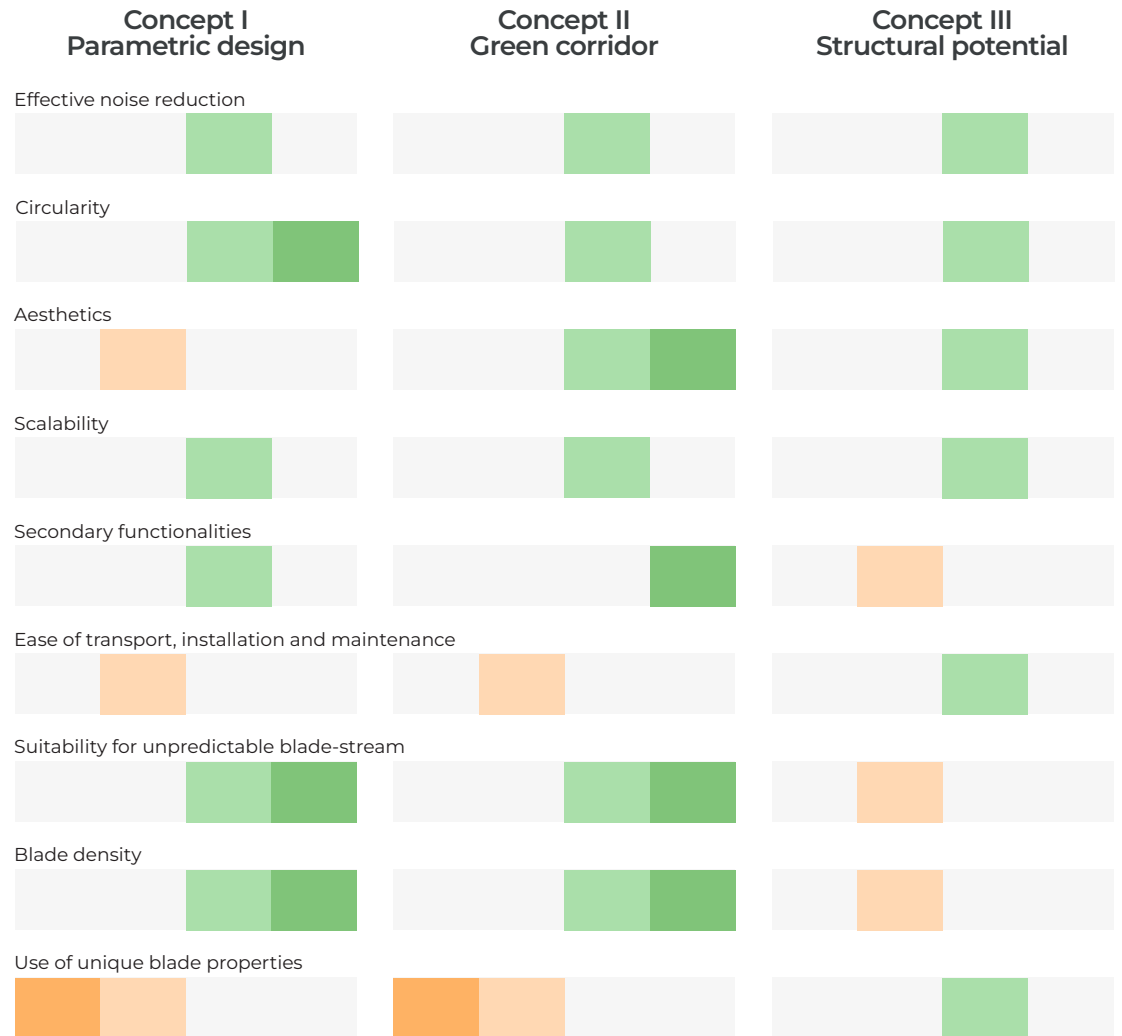 Concept I
Parametric design
Concept II
Green corridor
Concept III
Structural potential
Effective noise reduction
Circularity
Aesthetics
Scalability
Secondary functionalities
Ease of transport, installation and maintenance
Suitability for unpredictable blade-stream
Blade density
Use of unique blade properties